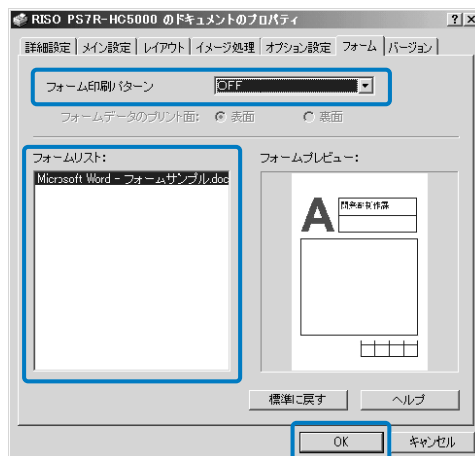 RISO PS7R-HC5000 のドキュメントのプロパティ
詳細設定 メイン設定 レイアウト イメージ処理 オプション設定 フォーム バージョン
フォーム印刷パターン OFF
フォームデータのプリント面: 表面 裏面
フォームリスト: フォームプレビュー:
Microsoft Word - フォームサンプル.doc
A
標準に戻す ヘルプ
OK キャンセル